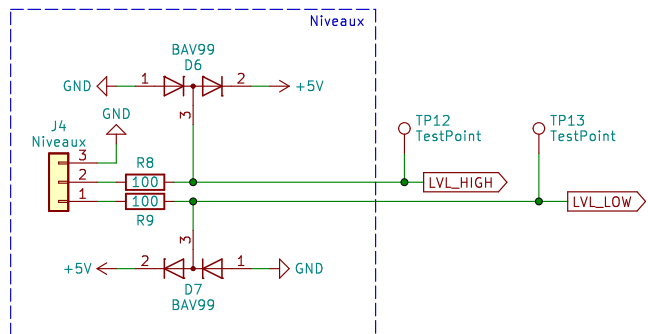 Niveaux
BAV99
D6
GND 1 2 +5V
3
GND
J4
Niveaux
TP12
TestPoint
TP13
TestPoint
3
R8
2 100 LVL_HIGH
1 100 LVL_LOW
R9
3
+5V 2 1 GND
D7
BAV99